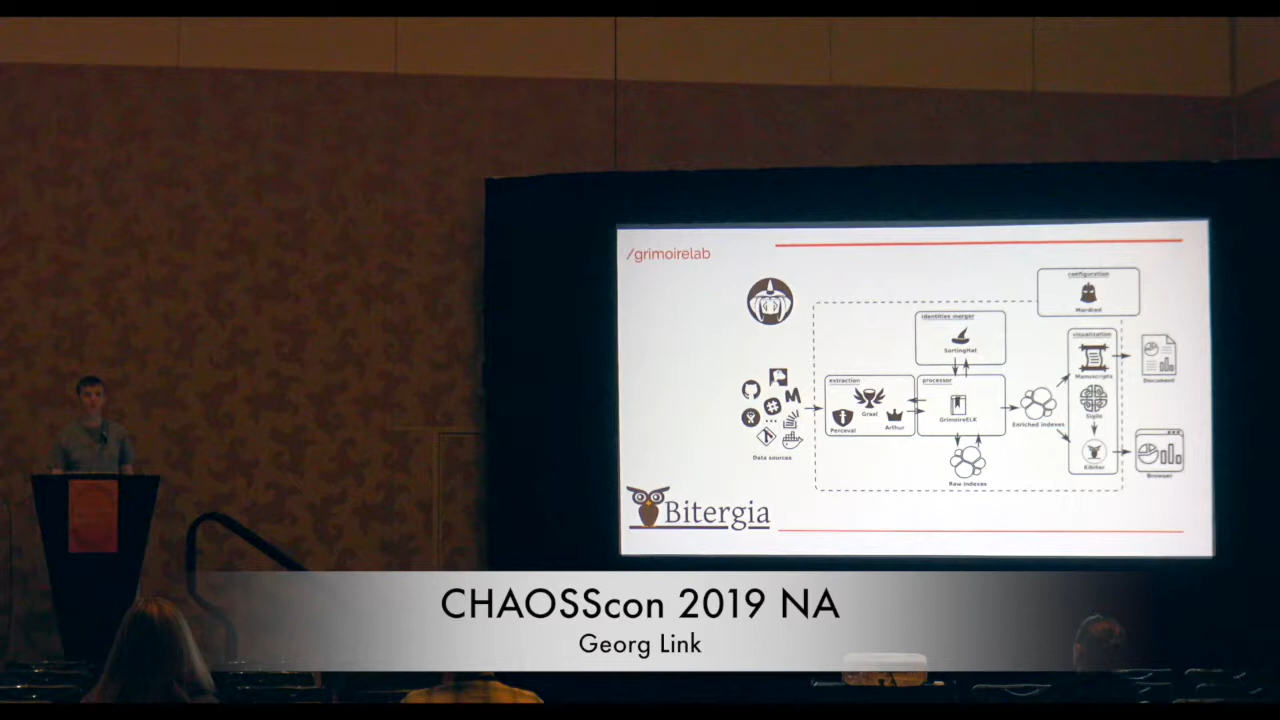 /grimoirelab
configuration
Mordred
identities merger
SortingHat
visualization
Manuscripts
Document
extraction
processor
Graal
Perceval
Arthur
GrimoireELK
Enriched indexes
Sigils
Data sources
Kibiter
Browser
Raw indexes
Bitergia
CHAOSScon 2019 NA
Georg Link